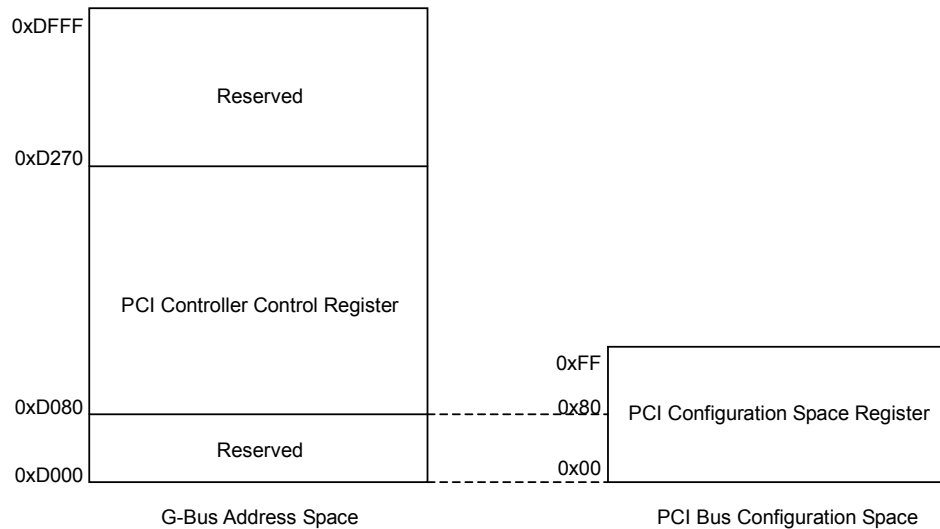 0xDFFF
Reserved
0xD270
PCI Controller Control Register
0xFF
0xD080
0x80
PCI Configuration Space Register
Reserved
0xD000
0x00
G-Bus Address Space
PCI Bus Configuration Space